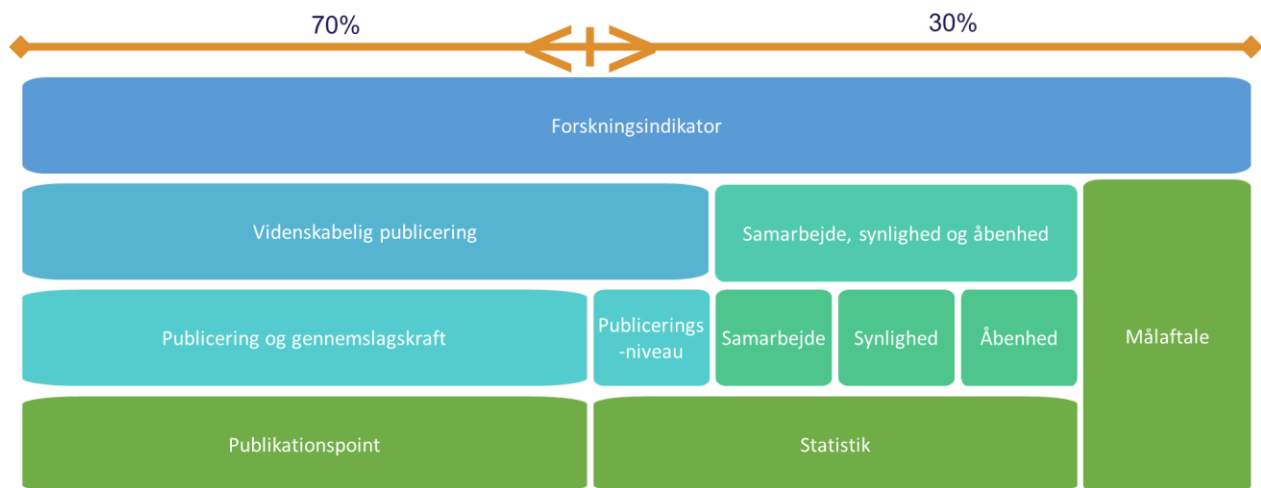 70%
30%
Forskningsindikator
Videnskabelig publicering
Samarbejde, synlighed og åbenhed
Publicering og gennemslagskraft
Publicerings
-niveau
Samarbejde
Synlighed
Åbenhed
Målaftale
Publikationspoint
Statistik